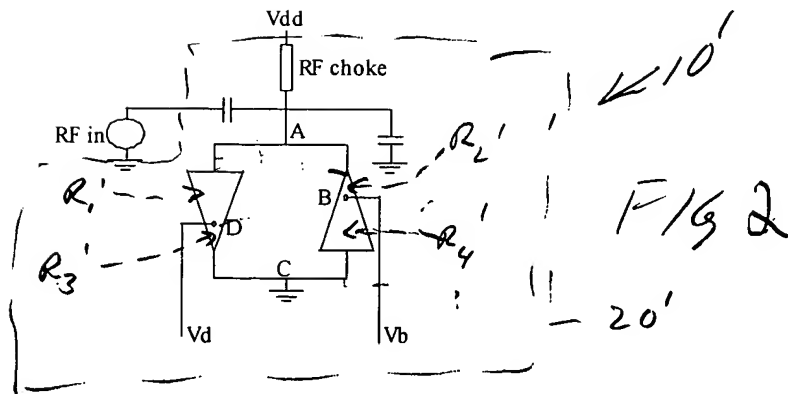 Vdd
10'
RF choke
RF in
A
R2'
R1'
B
D
FIG 2
R3'
R4'
C
20'
Vd
Vb